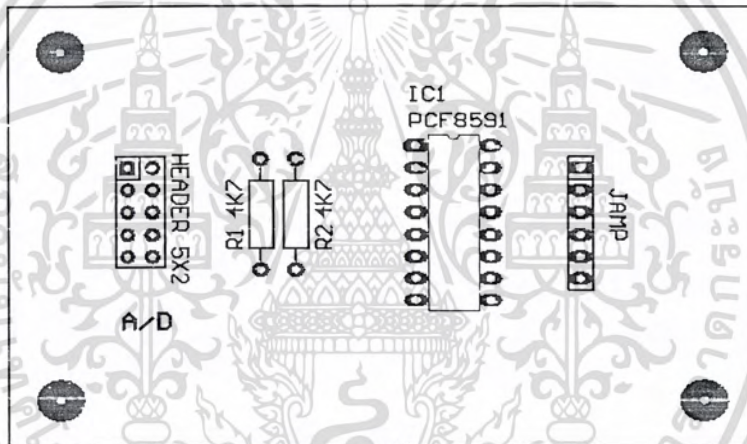 IC1
PCF8591
HEADER 5X2
R1 4K7
R2 4K7
JAMP
A/D